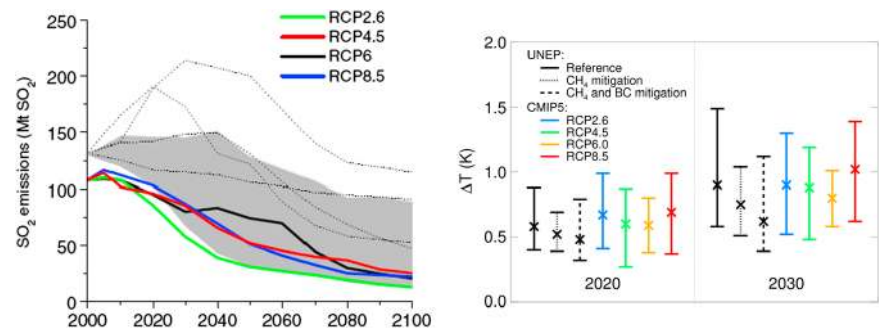 RCP2.6
RCP4.5
RCP6
RCP8.5
SO₂ emissions (Mt SO₂)
250
200
150
100
50
0
2000 2020 2040 2060 2080 2100
UNEP:
Reference
CH₄ mitigation
CH₄ and BC mitigation
CMIP5:
RCP2.6
RCP4.5
RCP6.0
RCP8.5
ΔT (K)
2.0
1.5
1.0
0.5
0.0
2020 2030